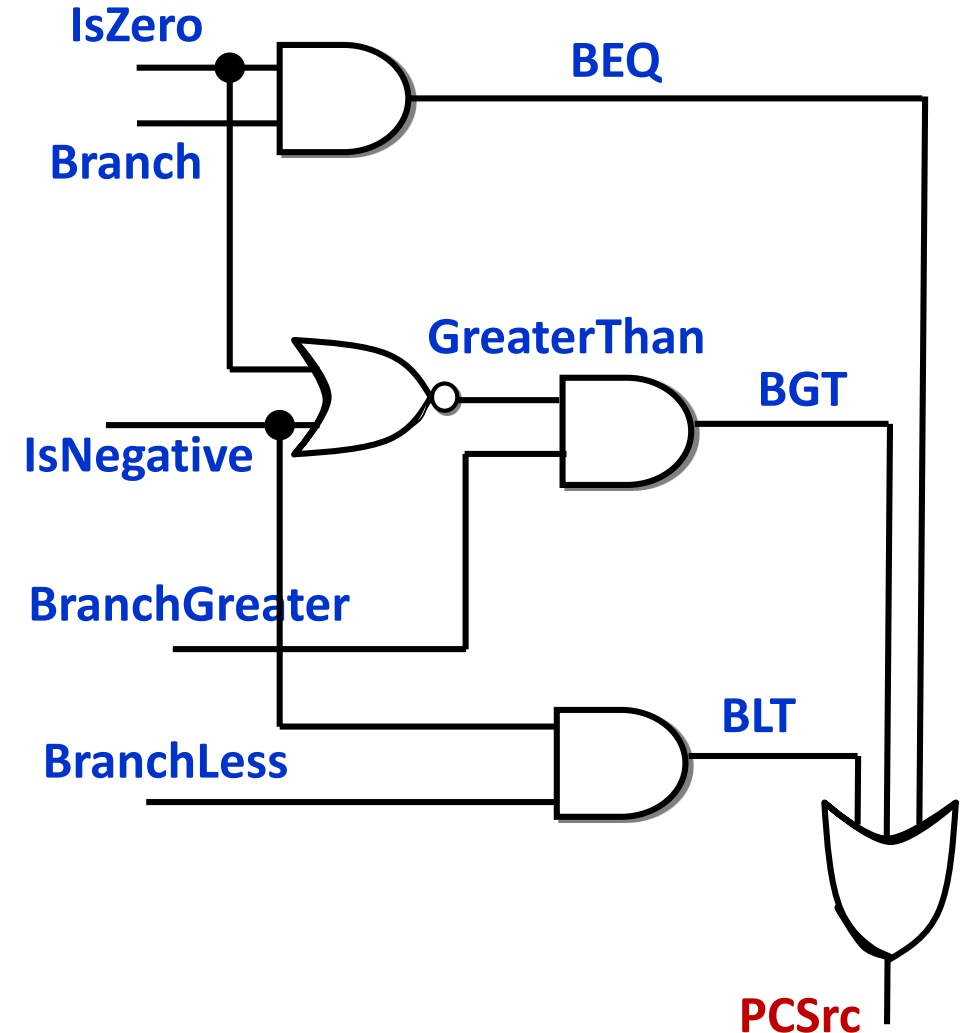 IsZero
BEQ
Branch
GreaterThan
BGT
IsNegative
BranchGreater
BLT
BranchLess
PCSrc